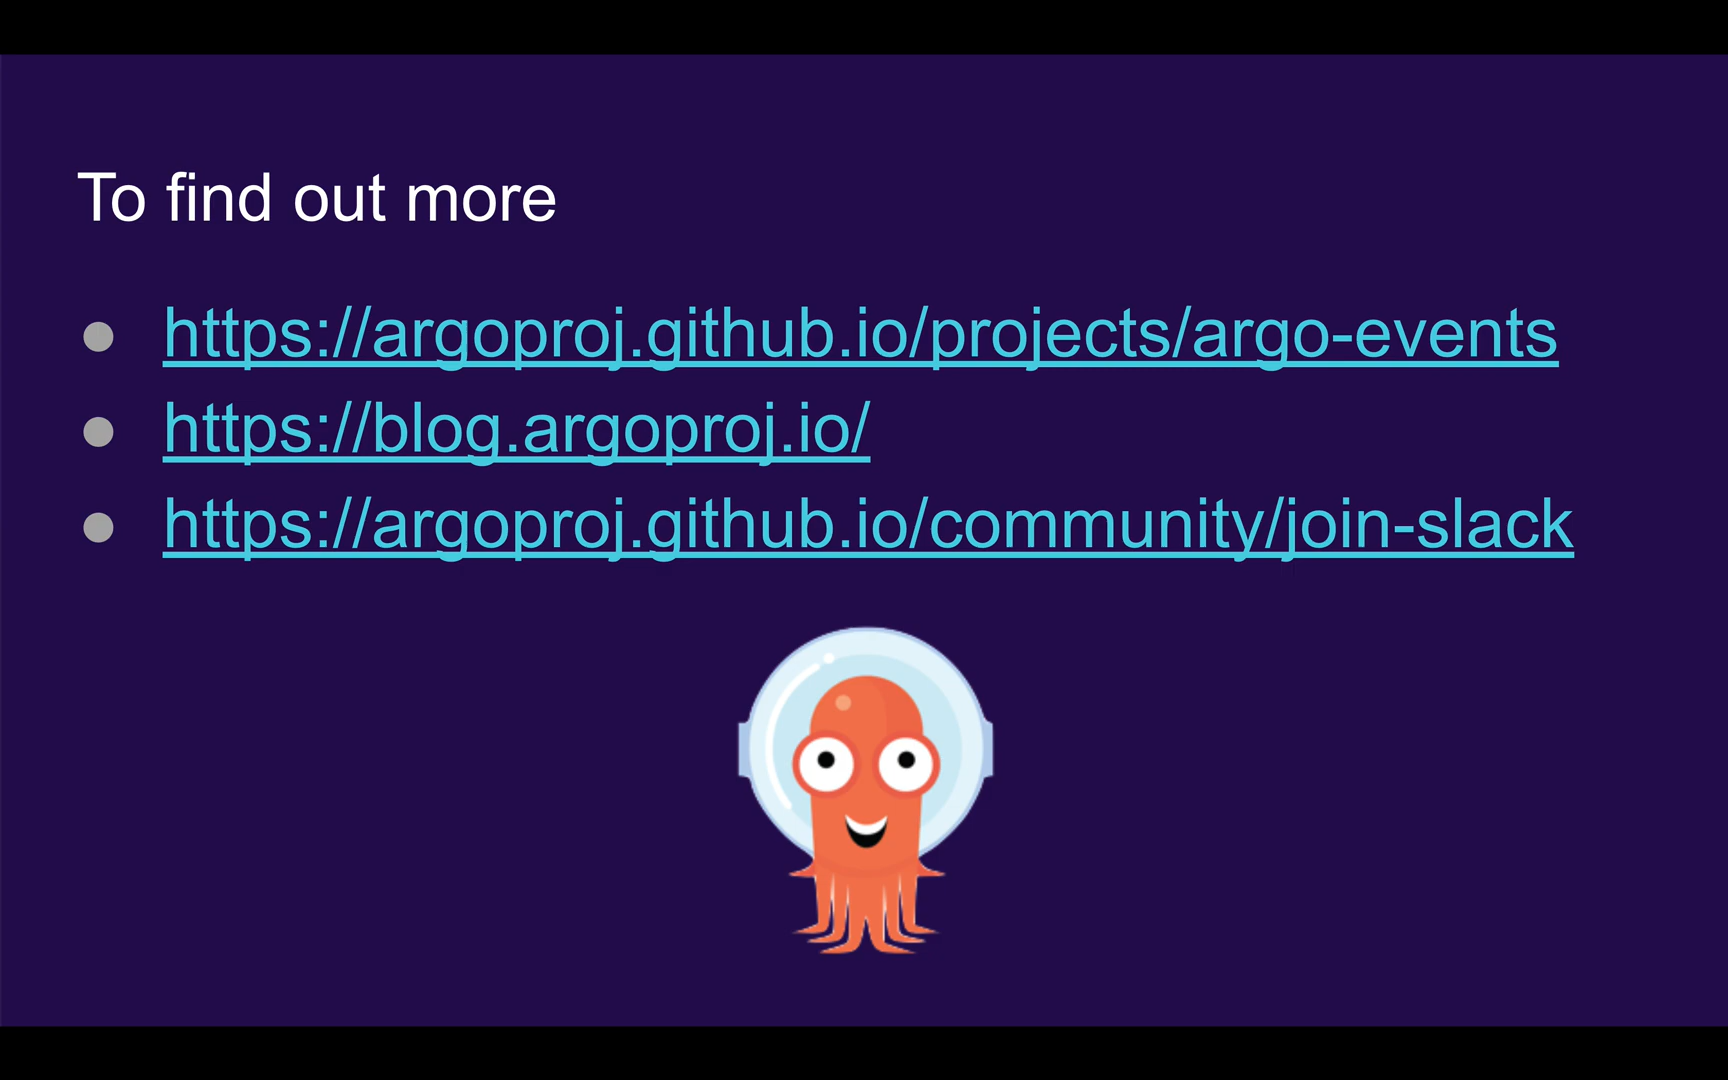 To find out more
https://argoproj.github.io/projects/argo-events
https://blog.argoproj.io/
https://argoproj.github.io/community/join-slack